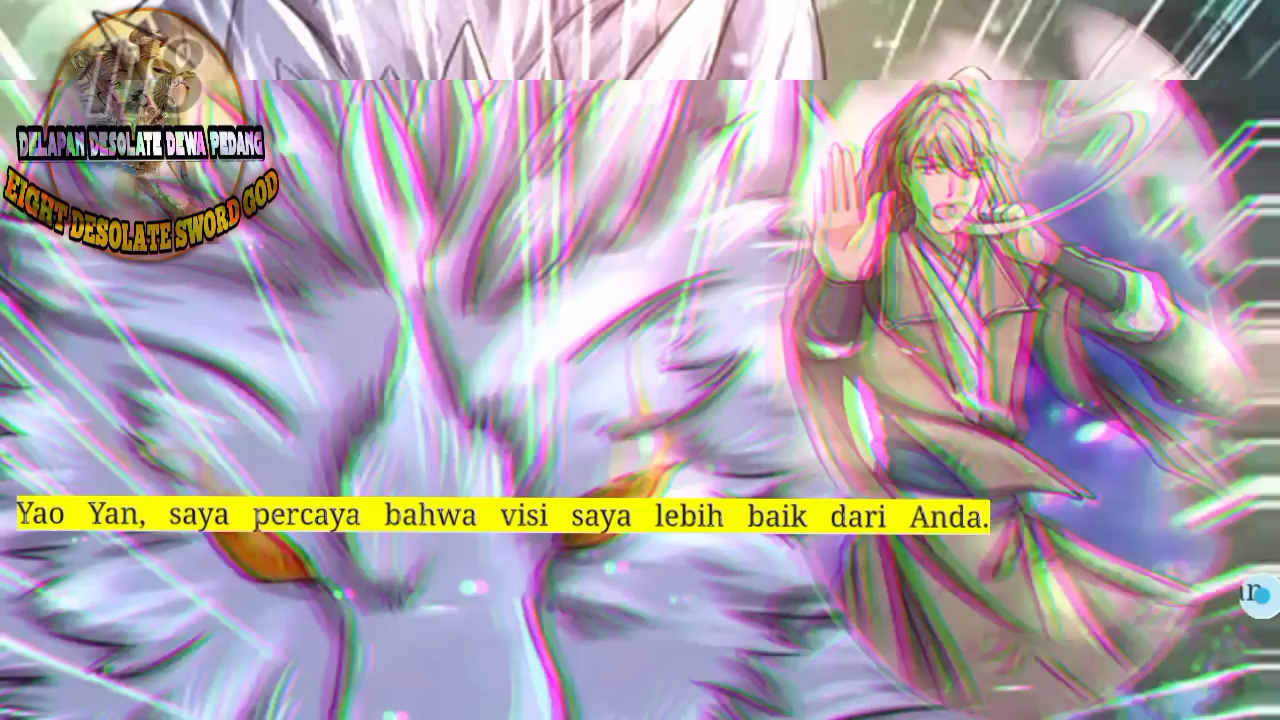 DELAPAN DESOLATE DEWA PEDANG
EIGHT DESOLATE SWORD GOD
Yao Yan, saya percaya bahwa visi saya lebih baik dari Anda.